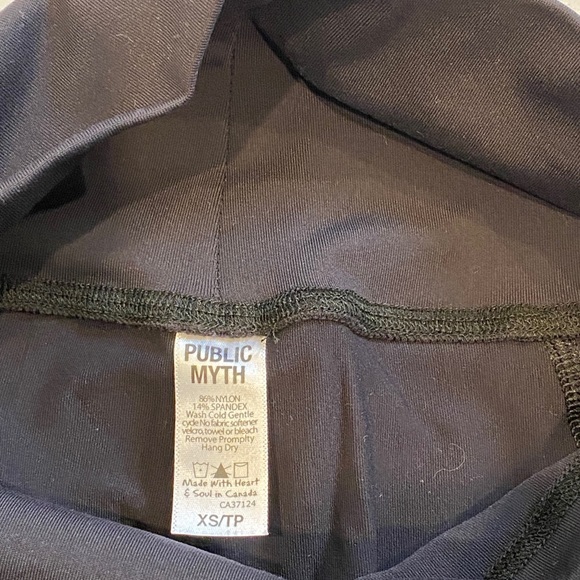 PUBLIC
MYTH
86% NYLON
14% SPANDEX
Wash Cold Gentle
cycle No fabric softener
velcro, towel or bleach
Remove Promplty
Hang Dry
Made With Heart
& Soul in Canada
CA37124
XS/TP